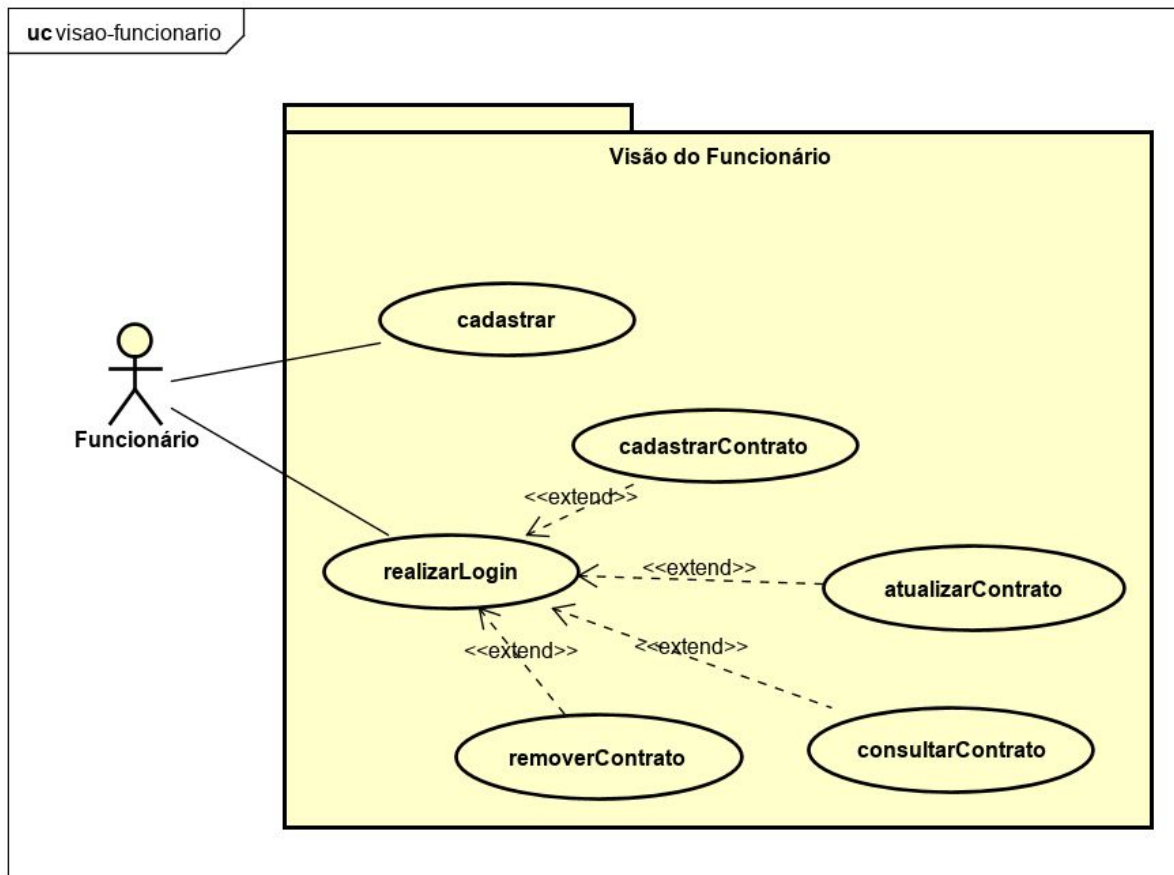 uc visao-funcionario
Visão do Funcionário
cadastrar
Funcionário
cadastrarContrato
<<extend>>
realizarLogin
<<extend>>
atualizarContrato
<<extend>>
<<extend>>
removerContrato
consultarContrato